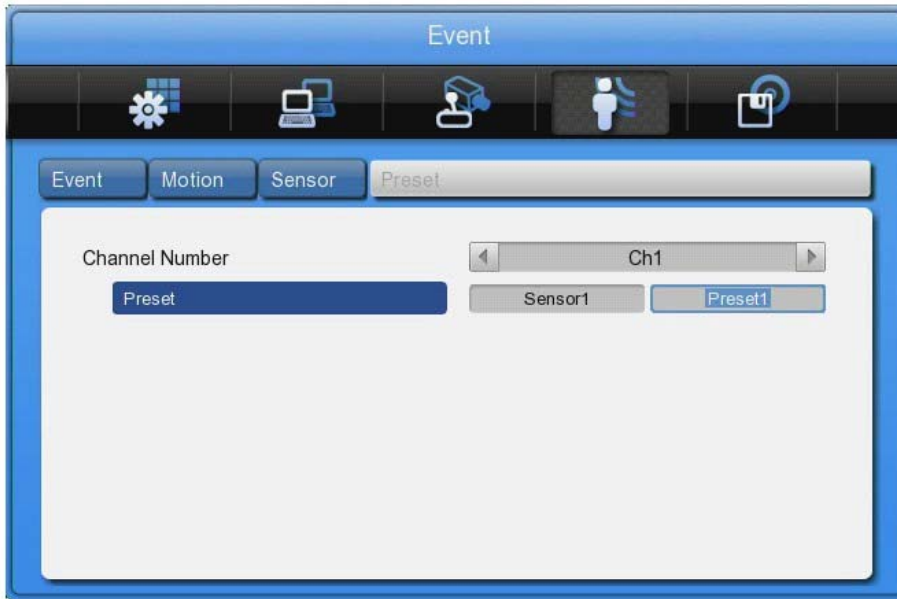 Event
Event Motion Sensor Preset
Channel Number Ch1
Preset Sensor1 Preset1